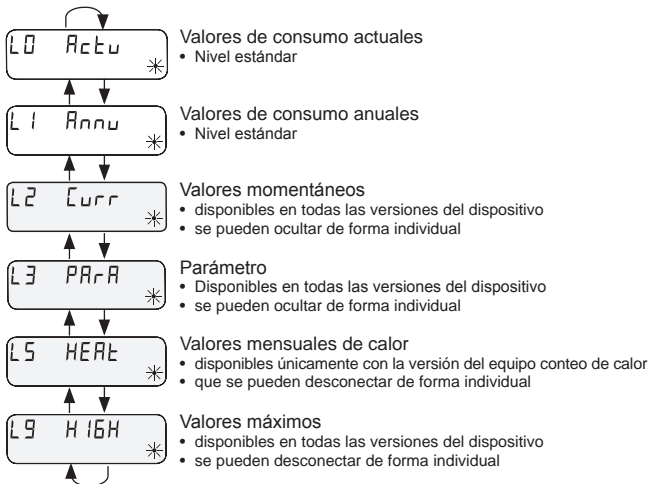 L0 Actu
Valores de consumo actuales
• Nivel estándar
L1 Annu
Valores de consumo anuales
• Nivel estándar
L2 Curr
Valores momentáneos
• disponibles en todas las versiones del dispositivo
• se pueden ocultar de forma individual
L3 PArA
Parámetro
• Disponibles en todas las versiones del dispositivo
• se pueden ocultar de forma individual
L5 HEAt
Valores mensuales de calor
• disponibles únicamente con la versión del equipo conteo de calor
• que se pueden desconectar de forma individual
L9 HIGH
Valores máximos
• disponibles en todas las versiones del dispositivo
• se pueden desconectar de forma individual